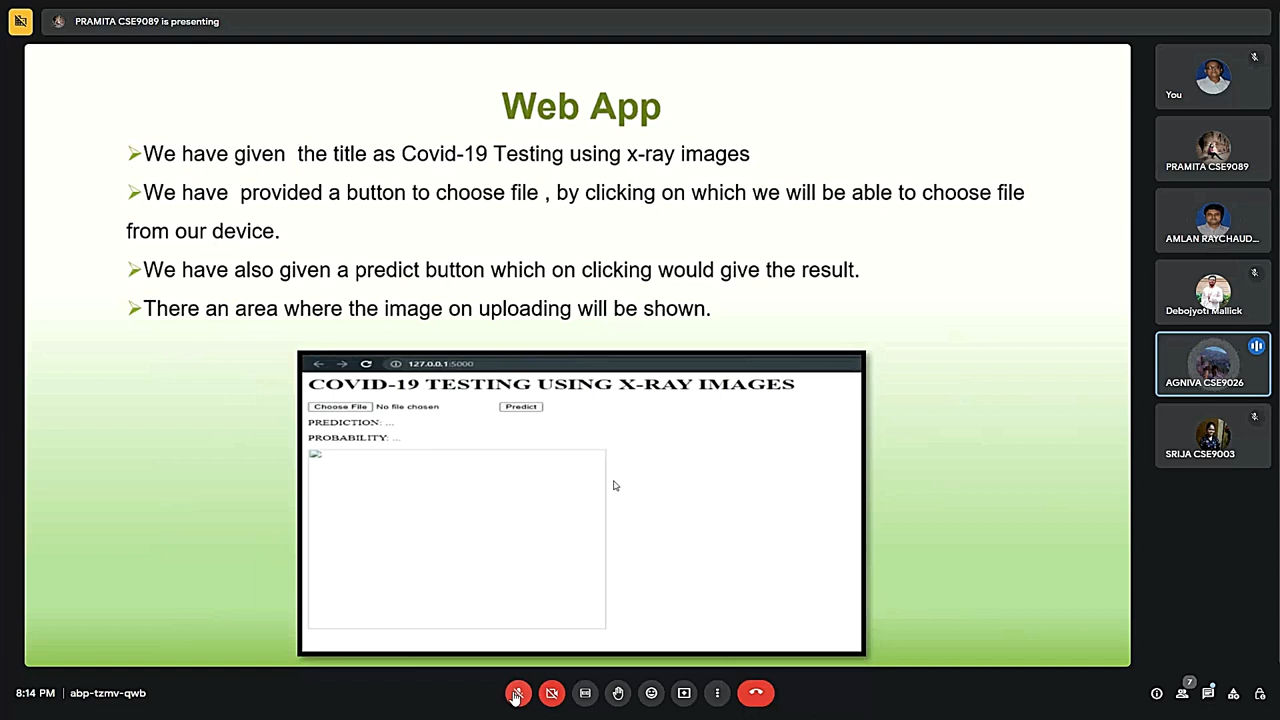 PRAMITA CSE9089 is presenting
Web App
We have given the title as Covid-19 Testing using x-ray images
We have provided a button to choose file , by clicking on which we will be able to choose file
from our device.
We have also given a predict button which on clicking would give the result.
There an area where the image on uploading will be shown.
127.0.0.1:5000
COVID-19 TESTING USING X-RAY IMAGES
Choose File No file chosen Predict
PREDICTION: ...
PROBABILITY: ...
You
PRAMITA CSE9089
AMLAN RAYCHAUD...
Debojyoti Mallick
AGNIVA CSE9026
SRIJA CSE9003
8:14 PM | abp-tzmv-qwb
7